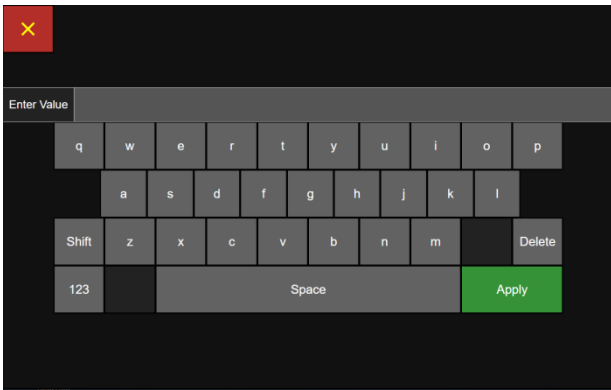 Enter Value
q w e r t y u i o p
a s d f g h j k l
Shift z x c v b n m Delete
123 Space Apply